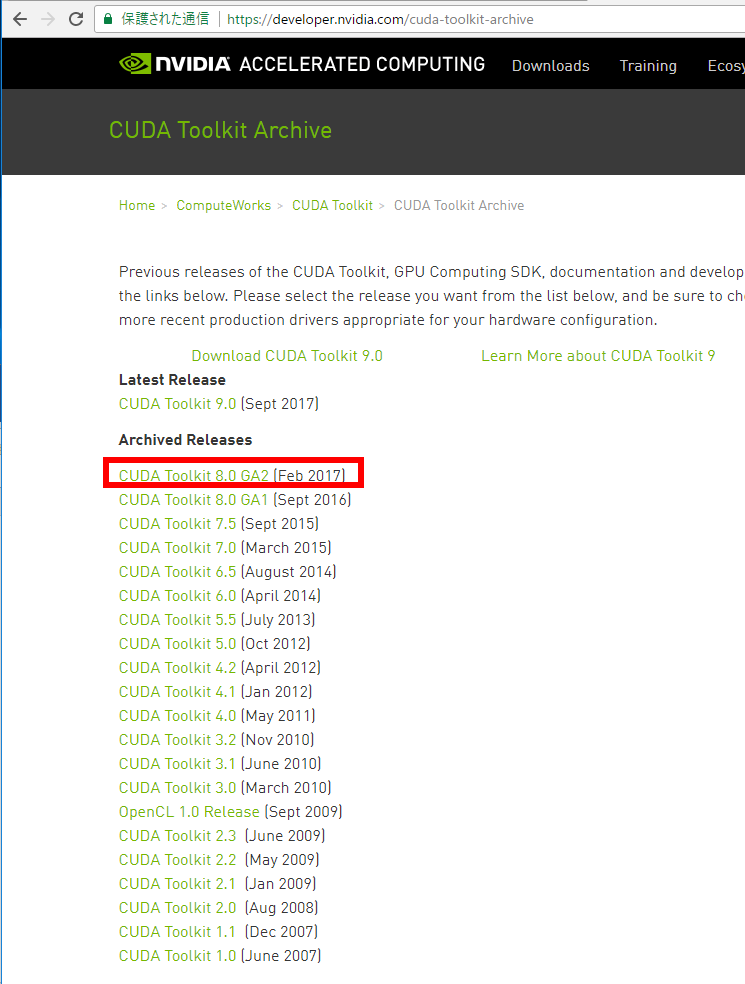 保護された通信 https://developer.nvidia.com/cuda-toolkit-archive
NVIDIA ACCELERATED COMPUTING Downloads Training Ecosy
CUDA Toolkit Archive
Home > ComputeWorks > CUDA Toolkit > CUDA Toolkit Archive
Previous releases of the CUDA Toolkit, GPU Computing SDK, documentation and develop
the links below. Please select the release you want from the list below, and be sure to che
more recent production drivers appropriate for your hardware configuration.
Download CUDA Toolkit 9.0 Learn More about CUDA Toolkit 9
Latest Release
CUDA Toolkit 9.0 (Sept 2017)
Archived Releases
CUDA Toolkit 8.0 GA2 (Feb 2017)
CUDA Toolkit 8.0 GA1 (Sept 2016)
CUDA Toolkit 7.5 (Sept 2015)
CUDA Toolkit 7.0 (March 2015)
CUDA Toolkit 6.5 (August 2014)
CUDA Toolkit 6.0 (April 2014)
CUDA Toolkit 5.5 (July 2013)
CUDA Toolkit 5.0 (Oct 2012)
CUDA Toolkit 4.2 (April 2012)
CUDA Toolkit 4.1 (Jan 2012)
CUDA Toolkit 4.0 (May 2011)
CUDA Toolkit 3.2 (Nov 2010)
CUDA Toolkit 3.1 (June 2010)
CUDA Toolkit 3.0 (March 2010)
OpenCL 1.0 Release (Sept 2009)
CUDA Toolkit 2.3 (June 2009)
CUDA Toolkit 2.2 (May 2009)
CUDA Toolkit 2.1 (Jan 2009)
CUDA Toolkit 2.0 (Aug 2008)
CUDA Toolkit 1.1 (Dec 2007)
CUDA Toolkit 1.0 (June 2007)